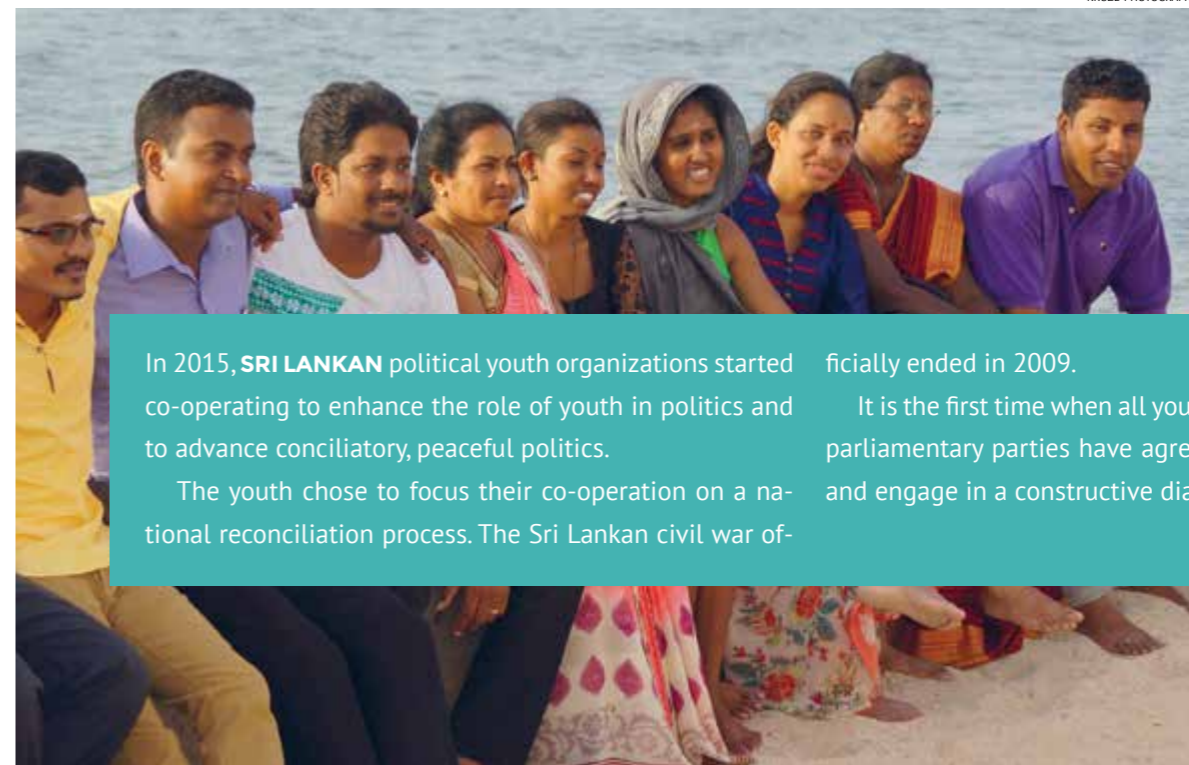 In 2015, SRI LANKAN political youth organizations started
co-operating to enhance the role of youth in politics and
to advance conciliatory, peaceful politics.
The youth chose to focus their co-operation on a na-
tional reconciliation process. The Sri Lankan civil war of-
ficially ended in 2009.
It is the first time when all
parliamentary parties have
and engage in a constructive